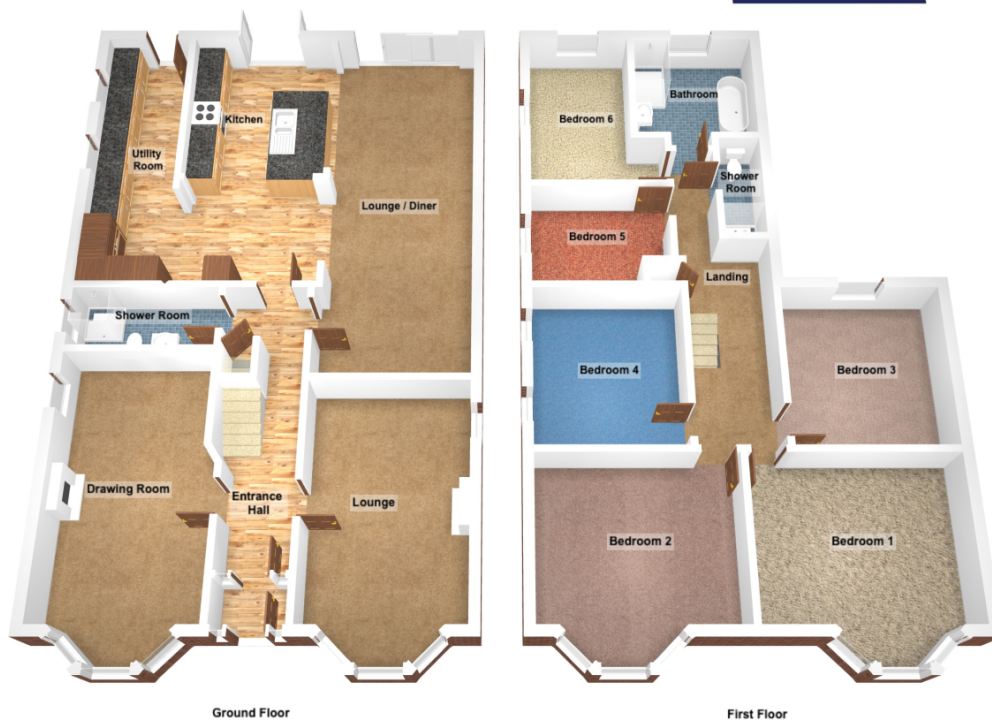 Kitchen
Utility
Room
Lounge / Diner
Shower Room
Drawing Room
Entrance
Hall
Lounge
Ground Floor
Bathroom
Bedroom 6
Shower
Room
Bedroom 5
Landing
Bedroom 4
Bedroom 3
Bedroom 2
Bedroom 1
First Floor